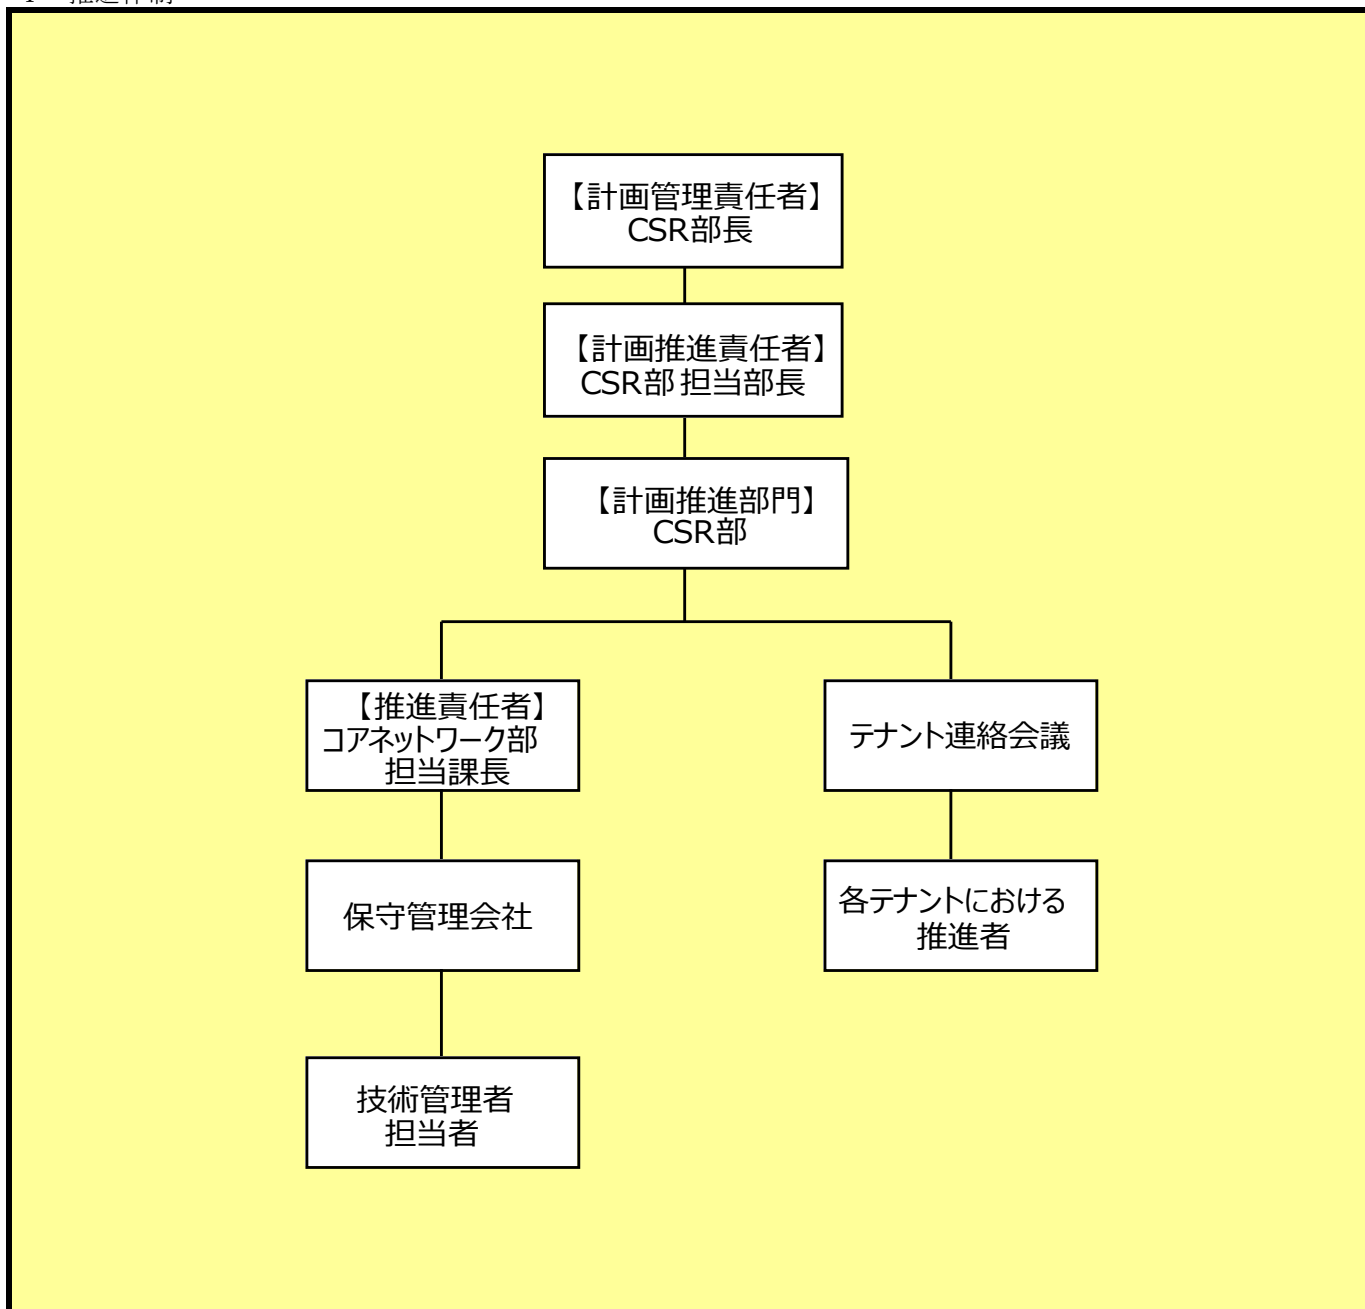 【計画管理責任者】
CSR部長
【計画推進責任者】
CSR部 担当部長
【計画推進部門】
CSR部
【推進責任者】
コアネットワーク部
担当課長
テナント連絡会議
保守管理会社
各テナントにおける
推進者
技術管理者
担当者